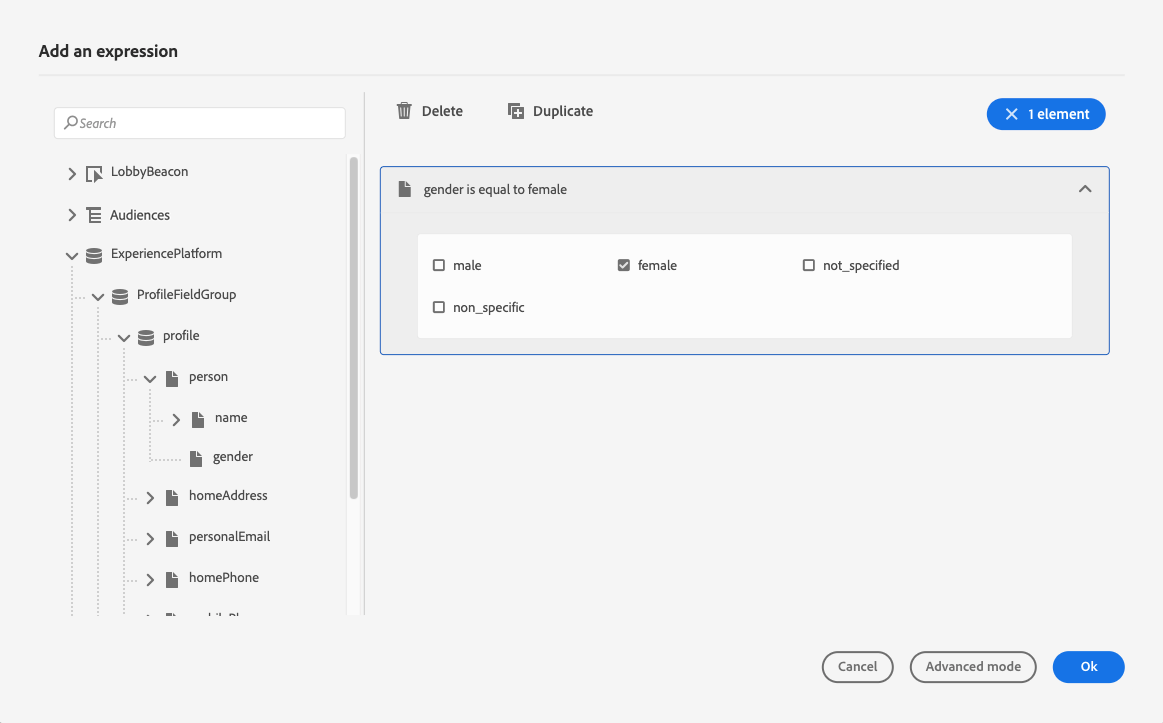 Add an expression
Search
LobbyBeacon
Audiences
ExperiencePlatform
ProfileFieldGroup
profile
person
name
gender
homeAddress
personalEmail
homePhone
Delete
Duplicate
1 element
gender is equal to female
male
female
not_specified
non_specific
Cancel
Advanced mode
Ok